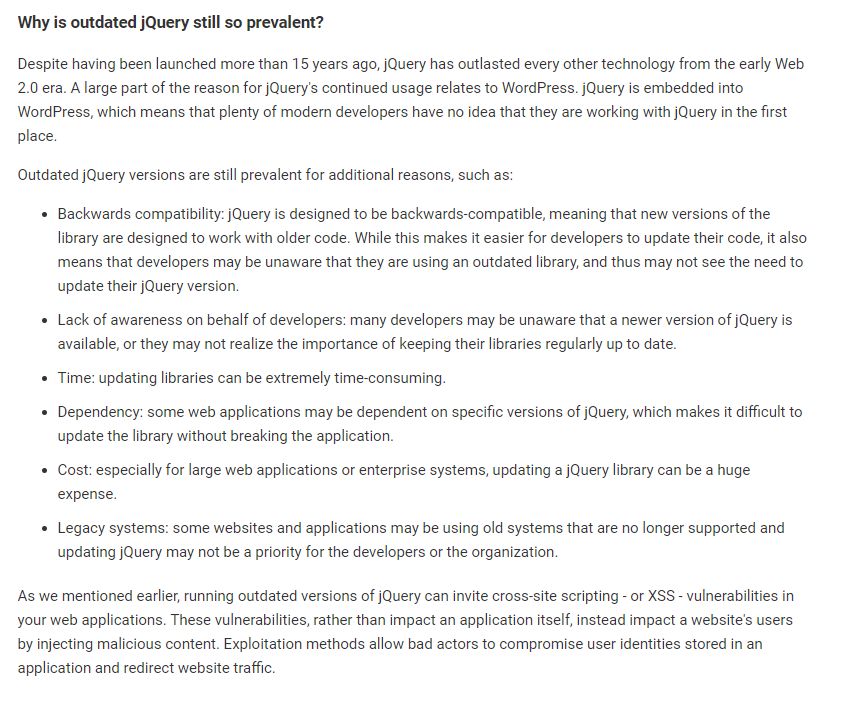 Why is outdated jQuery still so prevalent?
Despite having been launched more than 15 years ago, jQuery has outlasted every other technology from the early Web
2.0 era. A large part of the reason for jQuery's continued usage relates to WordPress. jQuery is embedded into
WordPress, which means that plenty of modern developers have no idea that they are working with jQuery in the first
place.
Outdated jQuery versions are still prevalent for additional reasons, such as:
• Backwards compatibility: jQuery is designed to be backwards-compatible, meaning that new versions of the
library are designed to work with older code. While this makes it easier for developers to update their code, it also
means that developers may be unaware that they are using an outdated library, and thus may not see the need to
update their jQuery version.
• Lack of awareness on behalf of developers: many developers may be unaware that a newer version of jQuery is
available, or they may not realize the importance of keeping their libraries regularly up to date.
• Time: updating libraries can be extremely time-consuming.
• Dependency: some web applications may be dependent on specific versions of jQuery, which makes it difficult to
update the library without breaking the application.
• Cost: especially for large web applications or enterprise systems, updating a jQuery library can be a huge
expense.
• Legacy systems: some websites and applications may be using old systems that are no longer supported and
updating jQuery may not be a priority for the developers or the organization.
As we mentioned earlier, running outdated versions of jQuery can invite cross-site scripting - or XSS - vulnerabilities in
your web applications. These vulnerabilities, rather than impact an application itself, instead impact a website's users
by injecting malicious content. Exploitation methods allow bad actors to compromise user identities stored in an
application and redirect website traffic.